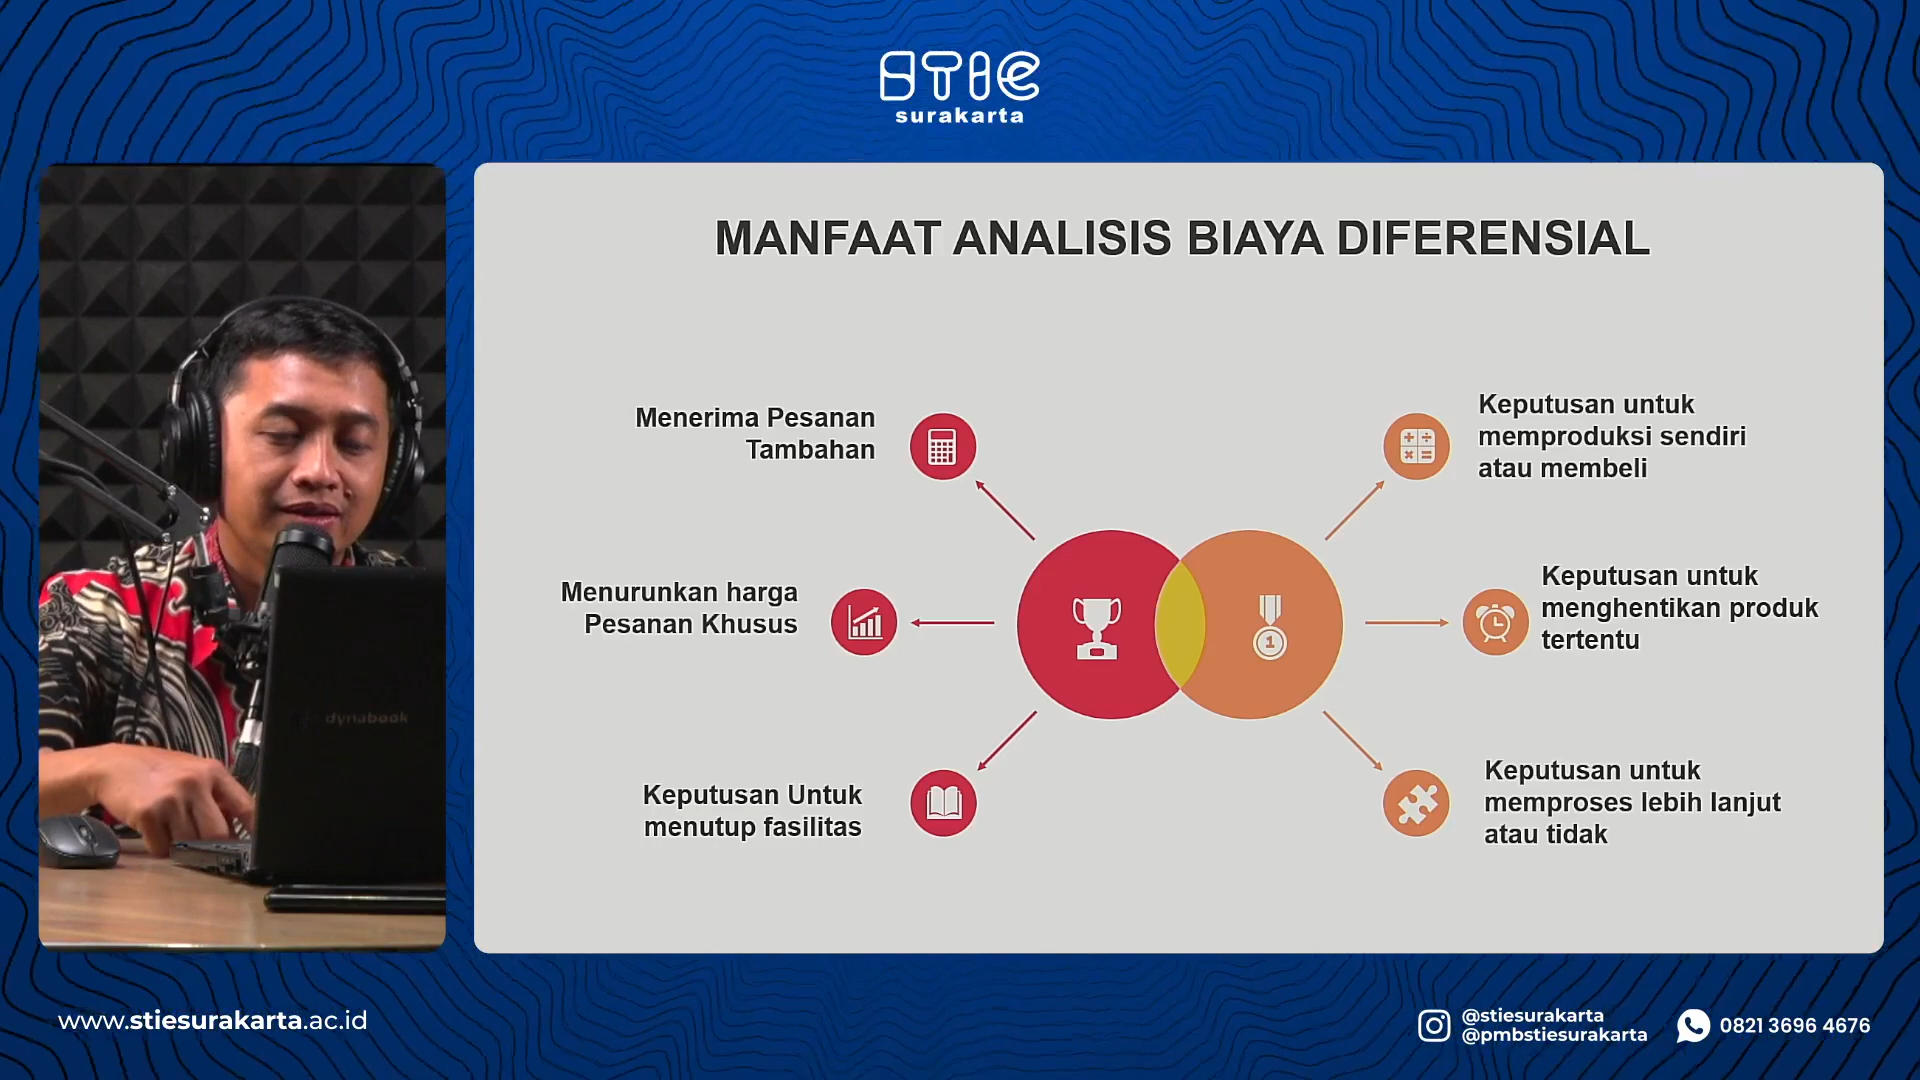 STIE
surakarta
MANFAAT ANALISIS BIAYA DIFERENSIAL
Menerima Pesanan
Tambahan
Menurunkan harga
Pesanan Khusus
Keputusan Untuk
menutup fasilitas
Keputusan untuk
memproduksi sendiri
atau membeli
Keputusan untuk
menghentikan produk
tertentu
Keputusan untuk
memproses lebih lanjut
atau tidak
1
dynabook
www.stiesurakarta.ac.id
@stiesurakarta
@pmbstiesurakarta
0821 3696 4676